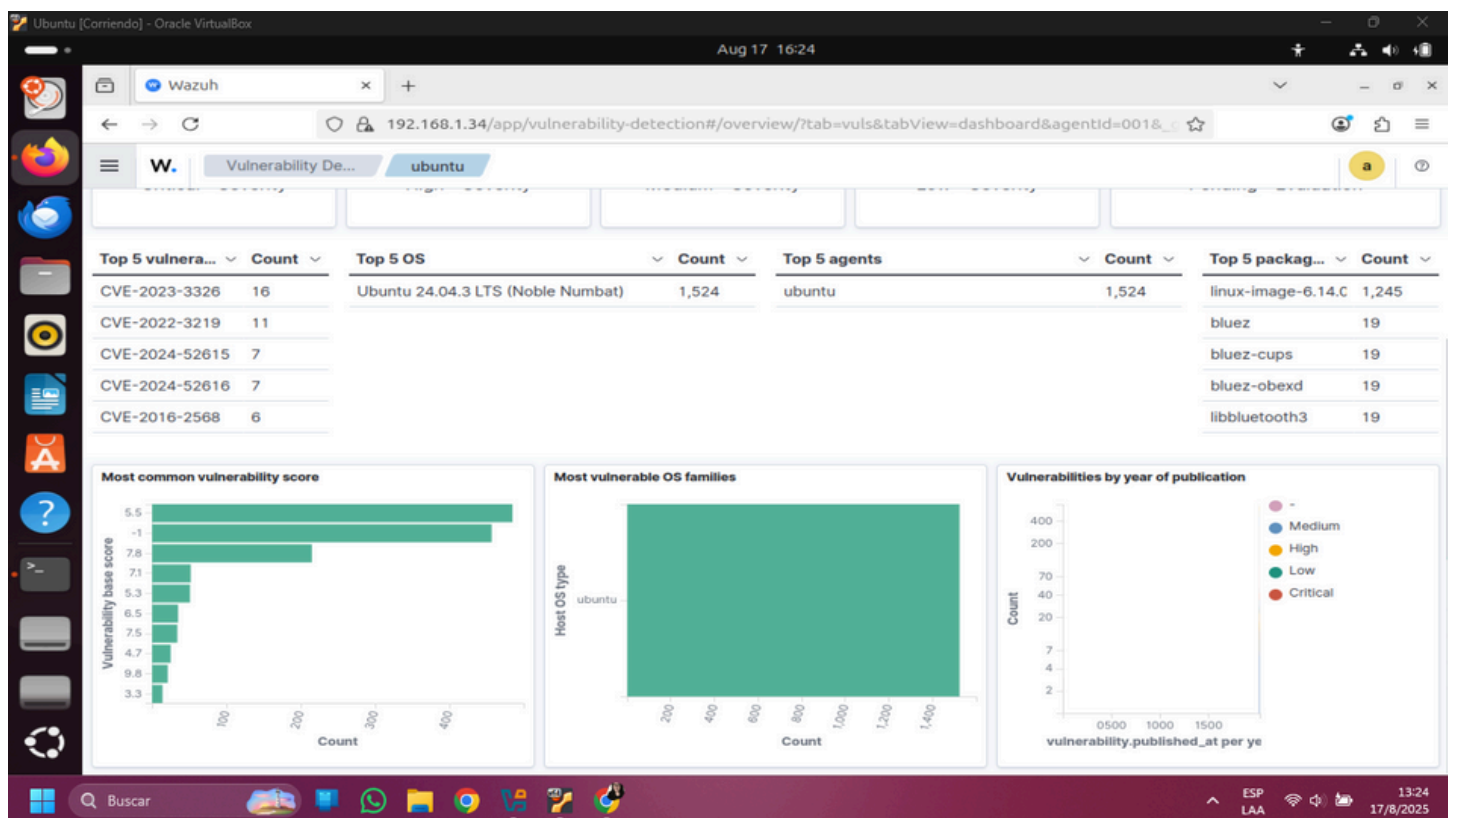 Ubuntu [Corriendo] - Oracle VirtualBox
Aug 17 16:24
Wazuh
192.168.1.34/app/vulnerability-detection#/overview/?tab=vuls&tabView=dashboard&agentId=001&_
W. Vulnerability De... ubuntu a
Top 5 vulnera... Count
CVE-2023-3326 16
CVE-2022-3219 11
CVE-2024-52615 7
CVE-2024-52616 7
CVE-2016-2568 6
Top 5 OS Count
Ubuntu 24.04.3 LTS (Noble Numbat) 1,524
Top 5 agents Count
ubuntu 1,524
Top 5 packag... Count
linux-image-6.14.0 1,245
bluez 19
bluez-cups 19
bluez-obexd 19
libbluetooth3 19
Most common vulnerability score
Vulnerability base score
5.5
-1
7.8
7.1
5.3
6.5
7.5
4.7
9.8
3.3
100 200 300 400
Count
Most vulnerable OS families
Host OS type
ubuntu
200 400 600 800 1,000 1,200 1,400
Count
Vulnerabilities by year of publication
Count
400
200
70
40
20
7
4
2
0500 1000 1500
vulnerability.published_at per ye
-
Medium
High
Low
Critical
Buscar
ESP
LAA
13:24
17/8/2025